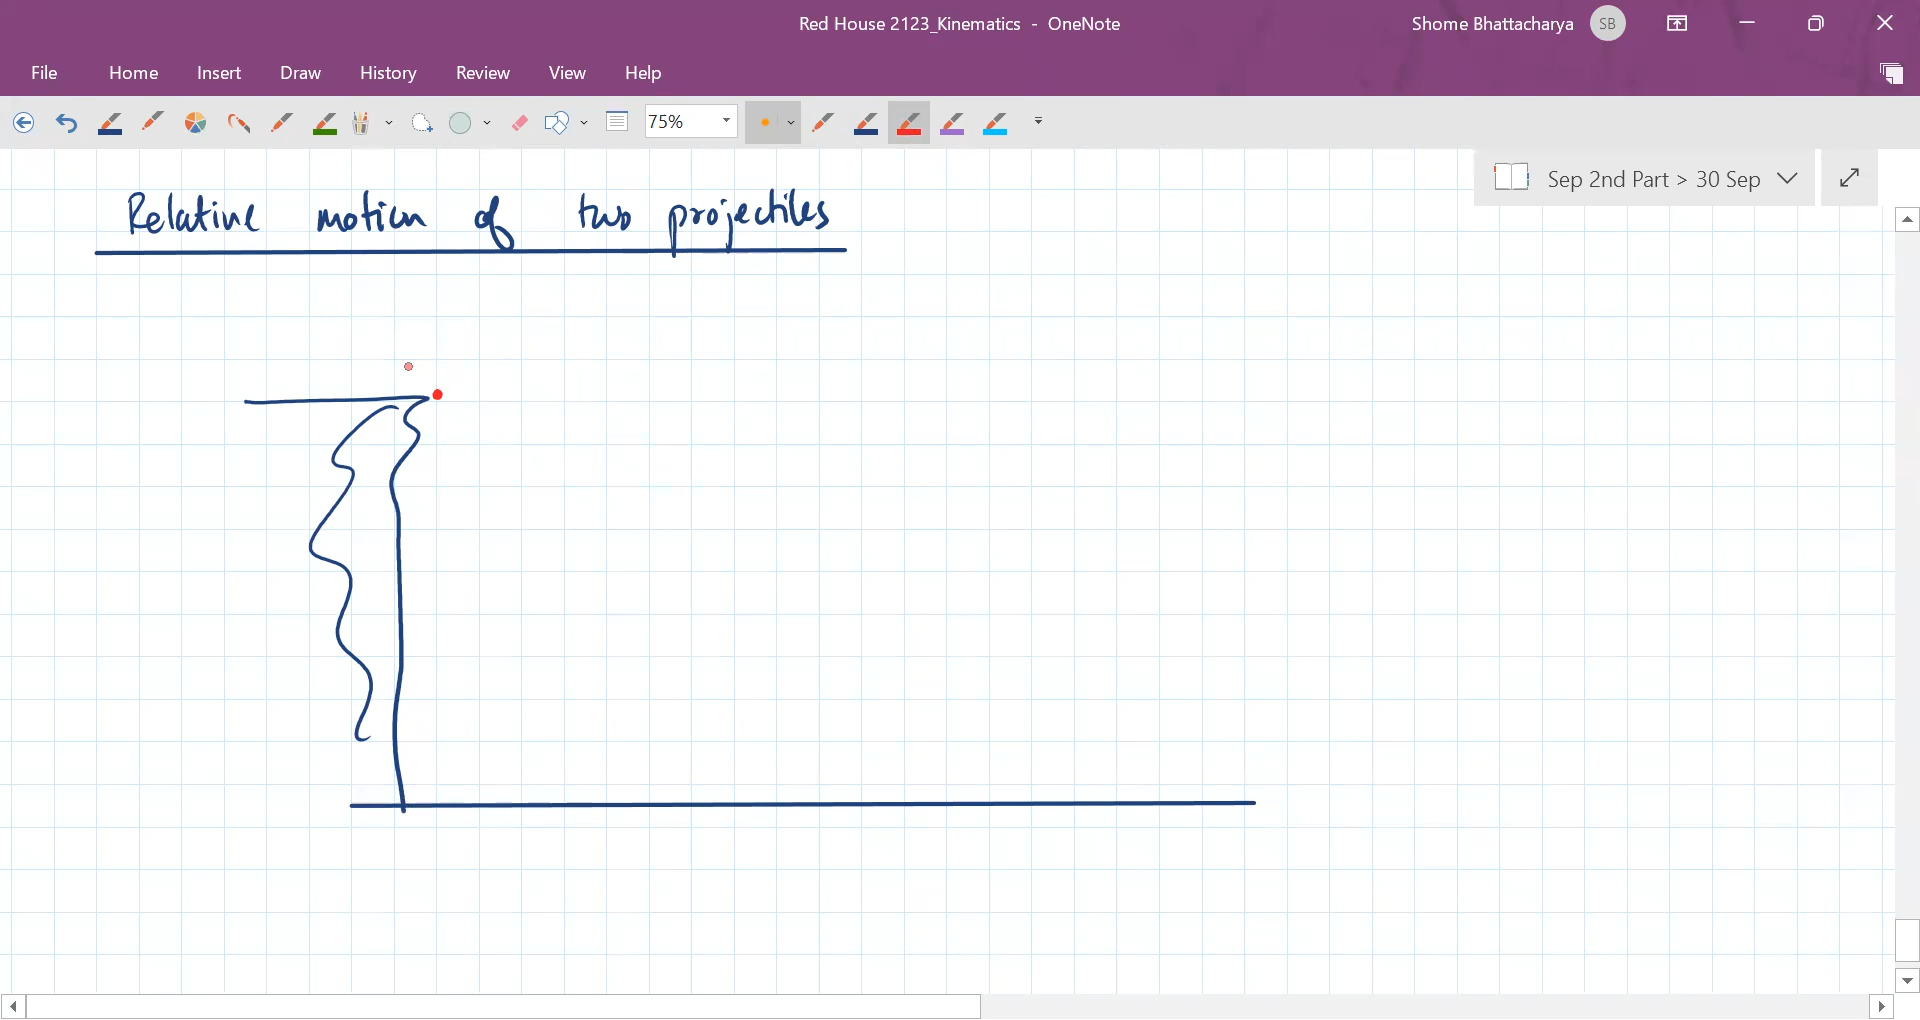 Red House 2123_Kinematics - OneNote
Shome Bhattacharya SB
File Home Insert Draw History Review View Help
75%
Sep 2nd Part > 30 Sep
Relative motion of two projectiles